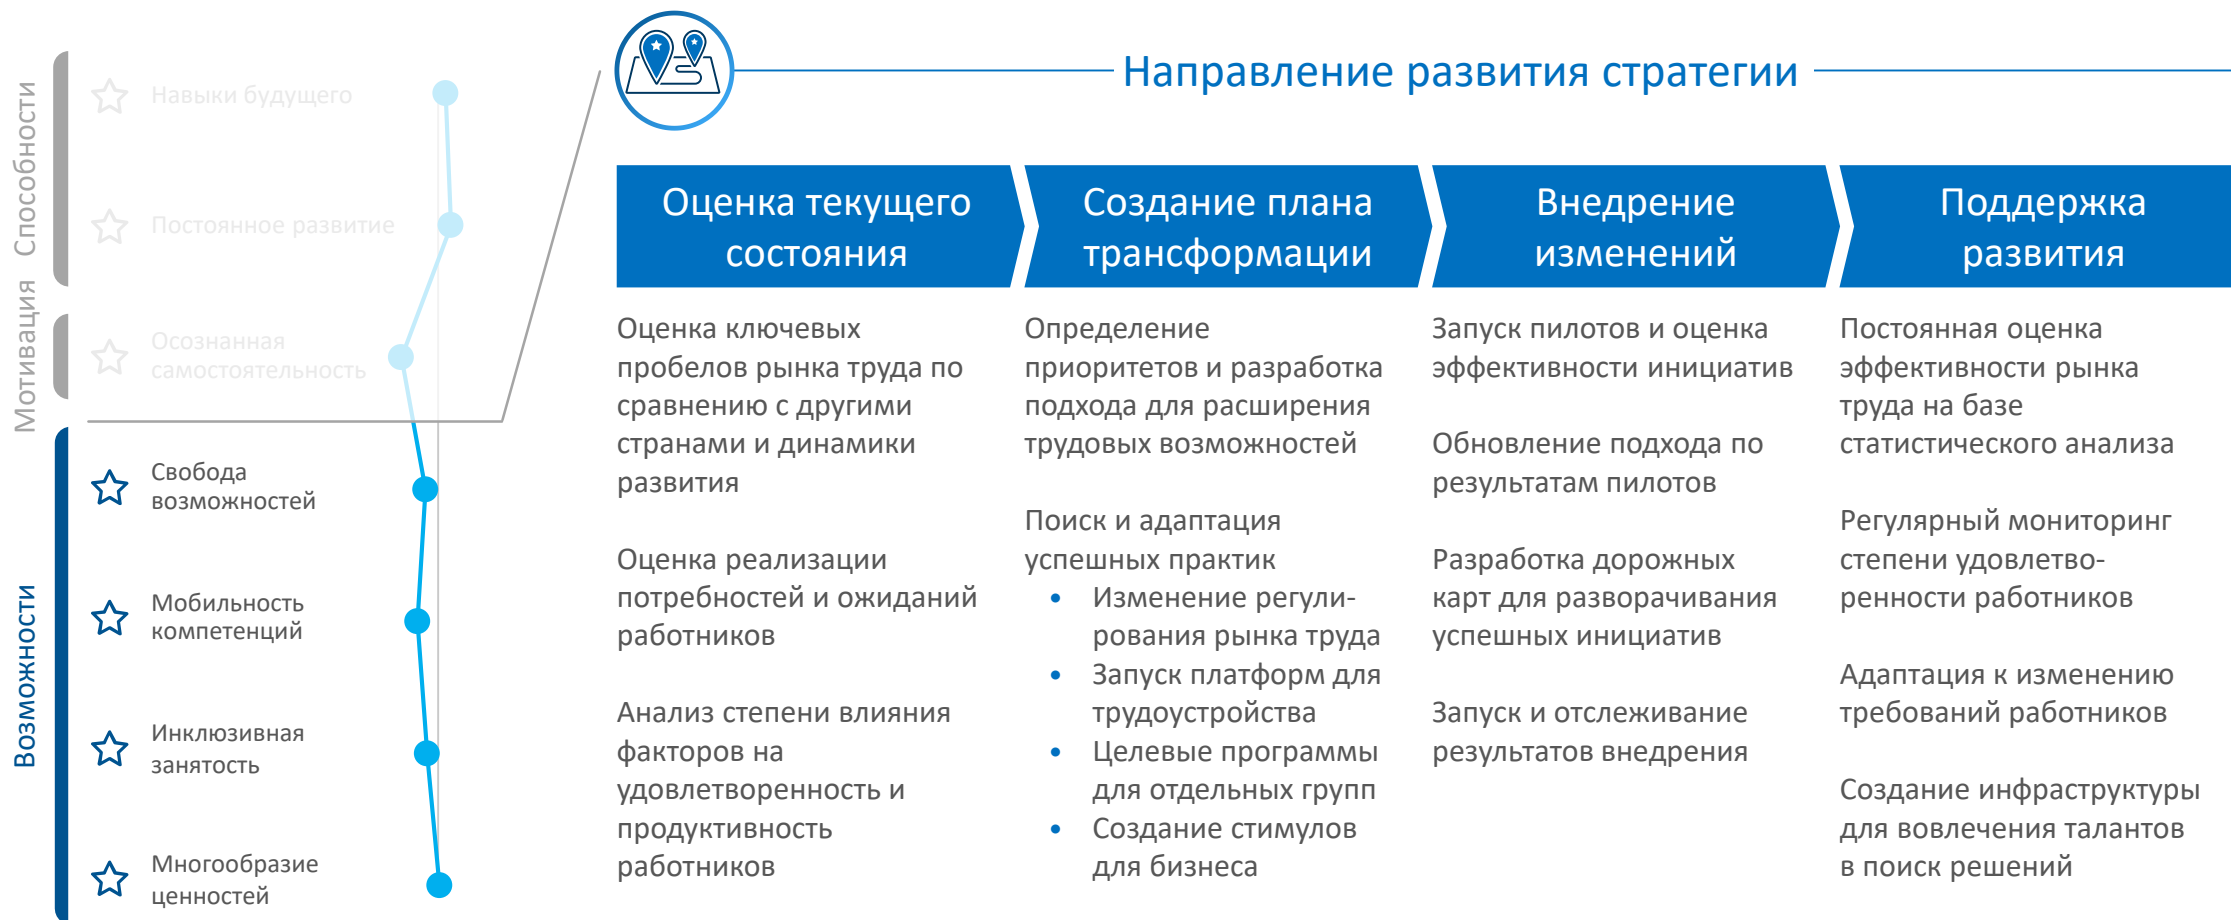 Способности
Мотивация
Возможности
Навыки будущего
Постоянное развитие
Осознанная
самостоятельность
Свобода
возможностей
Мобильность
компетенций
Инклюзивная
занятость
Многообразие
ценностей
Направление развития стратегии
Оценка текущего
состояния
Оценка ключевых
пробелов рынка труда по
сравнению с другими
странами и динамики
развития
Оценка реализации
потребностей и ожиданий
работников
Анализ степени влияния
факторов на
удовлетворенность и
продуктивность
работников
Создание плана
трансформации
Определение
приоритетов и разработка
подхода для расширения
трудовых возможностей
Поиск и адаптация
успешных практик
• Изменение регули-
рования рынка труда
• Запуск платформ для
трудоустройства
• Целевые программы
для отдельных групп
• Создание стимулов
для бизнеса
Внедрение
изменений
Запуск пилотов и оценка
эффективности инициатив
Обновление подхода по
результатам пилотов
Разработка дорожных
карт для разворачивания
успешных инициатив
Запуск и отслеживание
результатов внедрения
Поддержка
развития
Постоянная оценка
эффективности рынка
труда на базе
статистического анализа
Регулярный мониторинг
степени удовлетво-
ренности работников
Адаптация к изменению
требований работников
Создание инфраструктуры
для вовлечения талантов
в поиск решений